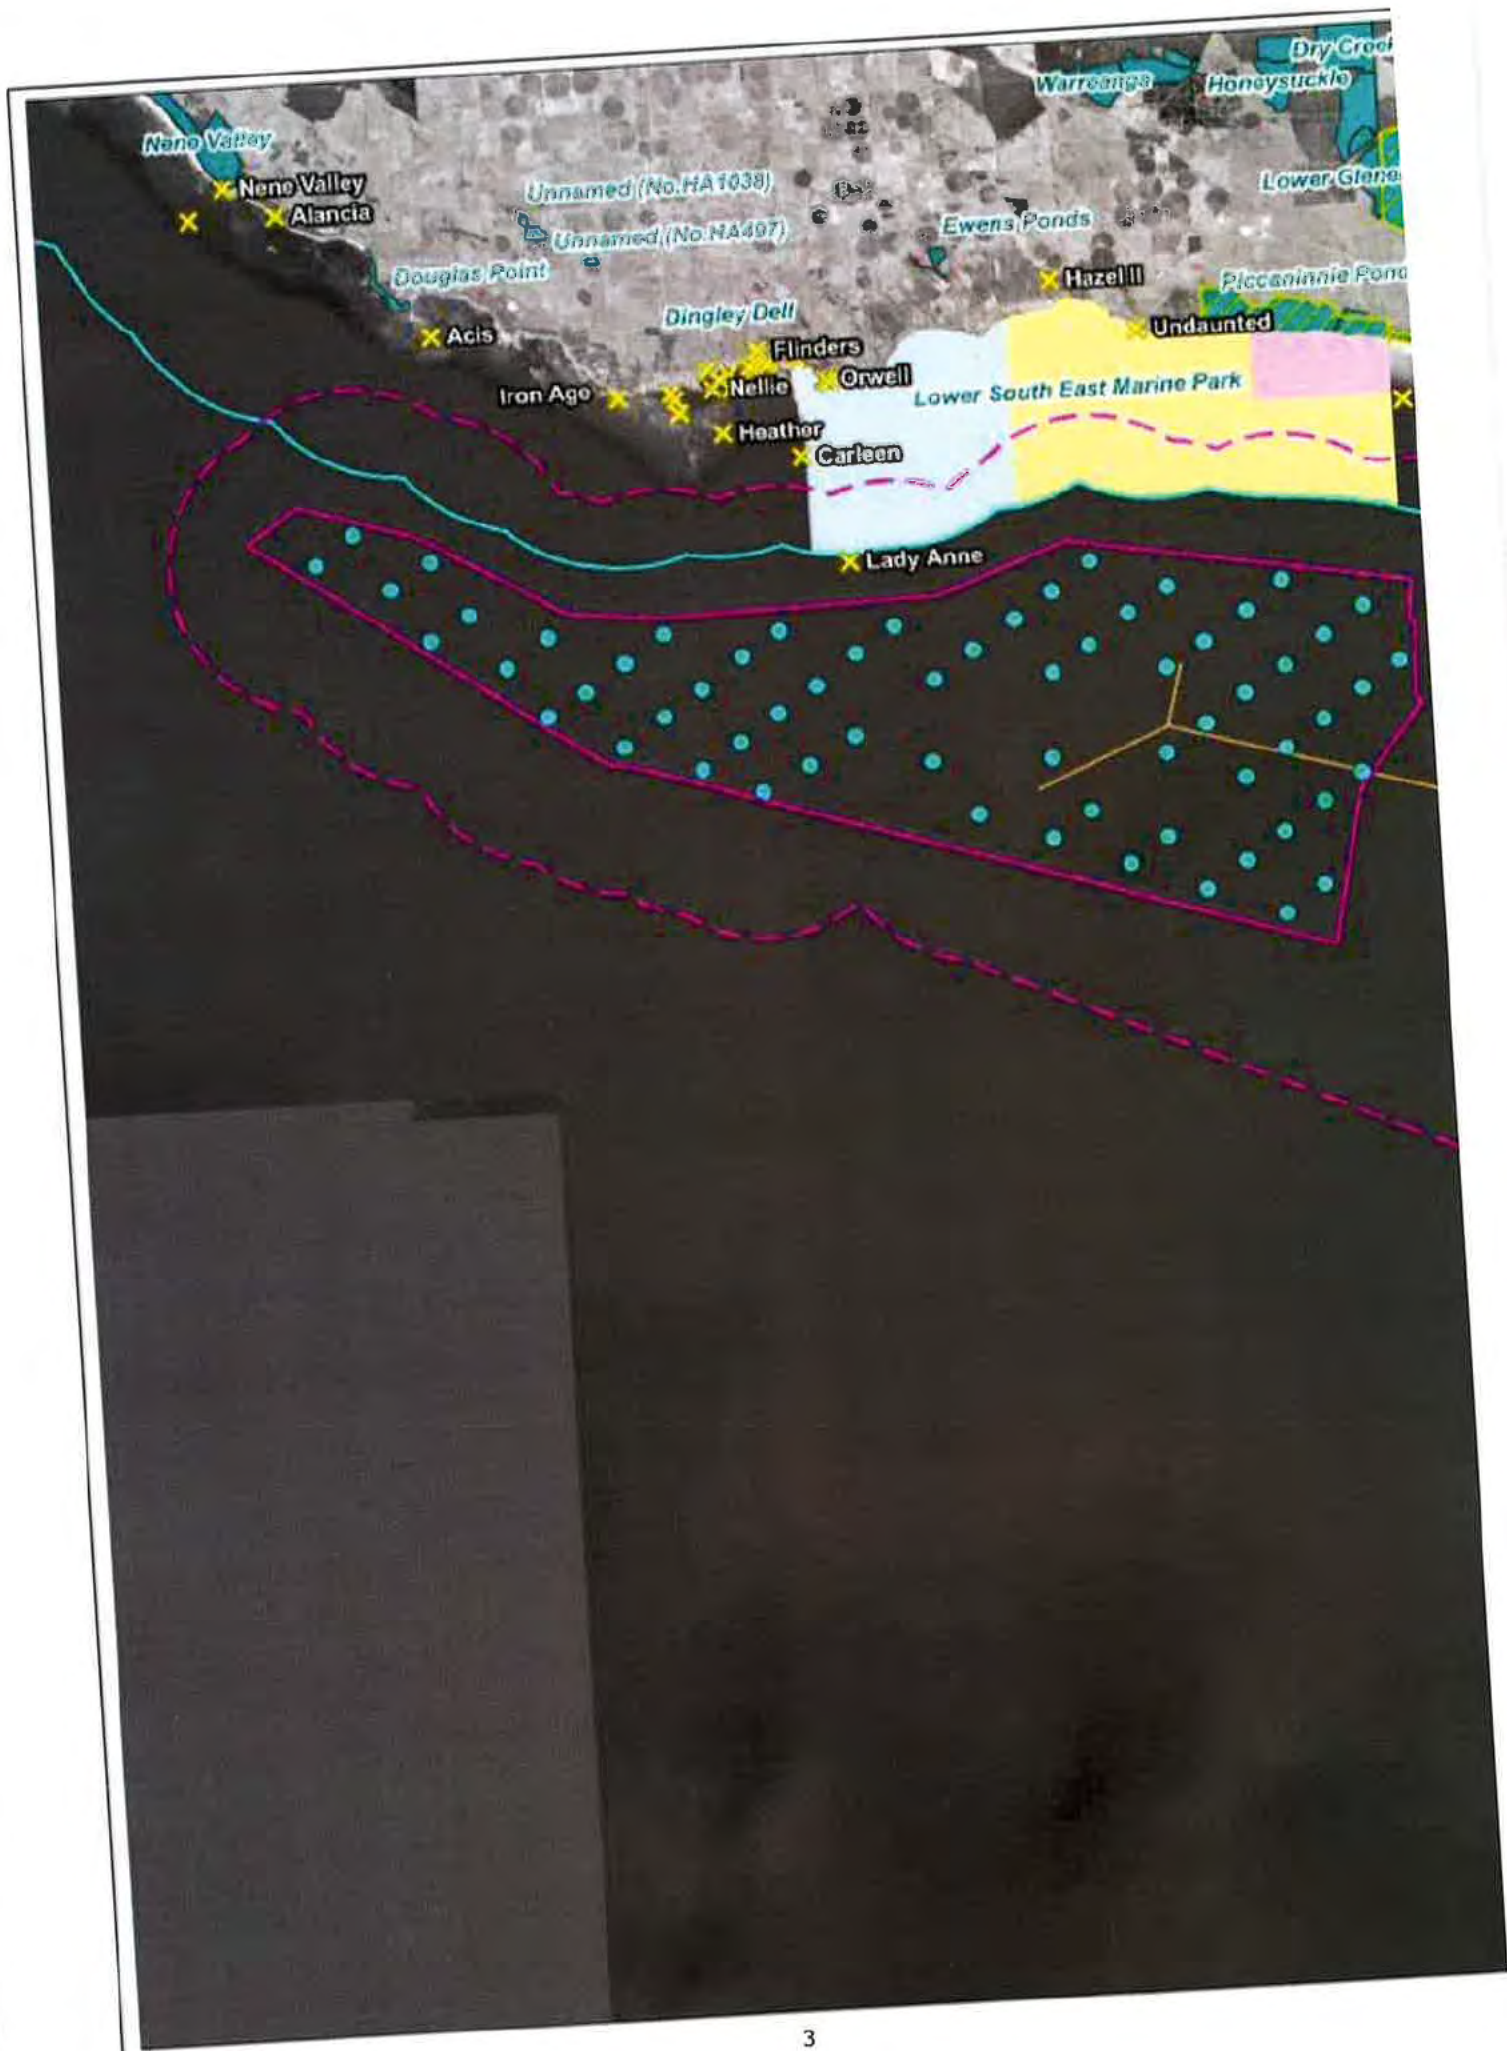 Dry Creek
Warreanga
Honeysuckle
Nene Valley
Nene Valley
Unnamed (No.HA1038)
Lower Glene
Alancia
Ewens Ponds
Unnamed (No.HA497)
Douglas Point
Hazel II
Piccaninnie Pond
Dingley Dell
Undaunted
Acis
Flinders
Orwell
Nellie
Lower South East Marine Park
Iron Age
Heather
Carleen
Lady Anne
3